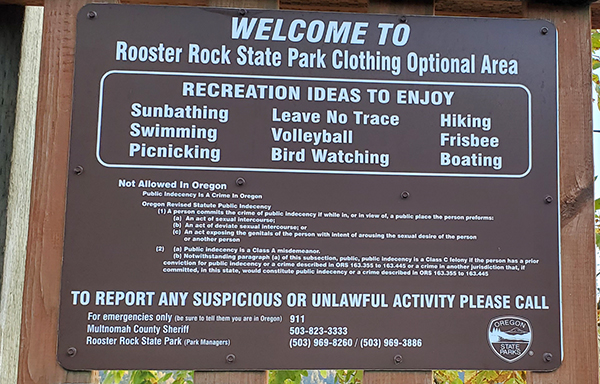 WELCOME TO
Rooster Rock State Park Clothing Optional Area
RECREATION IDEAS TO ENJOY
Sunbathing Leave No Trace Hiking
Swimming Volleyball Frisbee
Picnicking Bird Watching Boating
Not Allowed In Oregon
Public Indecency Is A Crime In Oregon
Oregon Revised Statute Public Indecency
(1) A person commits the crime of public indecency if while in, or in view of, a public place the person preforms:
(a) An act of sexual intercourse;
(b) An act of deviate sexual intercourse; or
(c) An act exposing the genitals of the person with intent of arousing the sexual desire of the person
or another person
(2) (a) Public indecency is a Class A misdemeanor.
(b) Notwithstanding paragraph (a) of this subsection, public, public indecency is a Class C felony if the person has a prior
conviction for public indecency or a crime described in ORS 163.355 to 163.445 or a crime in another jurisdiction that, if
committed, in this state, would constitute public indecency or a crime described in ORS 163.355 to 163.445
TO REPORT ANY SUSPICIOUS OR UNLAWFUL ACTIVITY PLEASE CALL
For emergencies only (be sure to tell them you are in Oregon) 911
Multnomah County Sheriff 503-823-3333
Rooster Rock State Park (Park Managers) (503) 969-8260 / (503) 969-3886
OREGON
STATE
PARKS